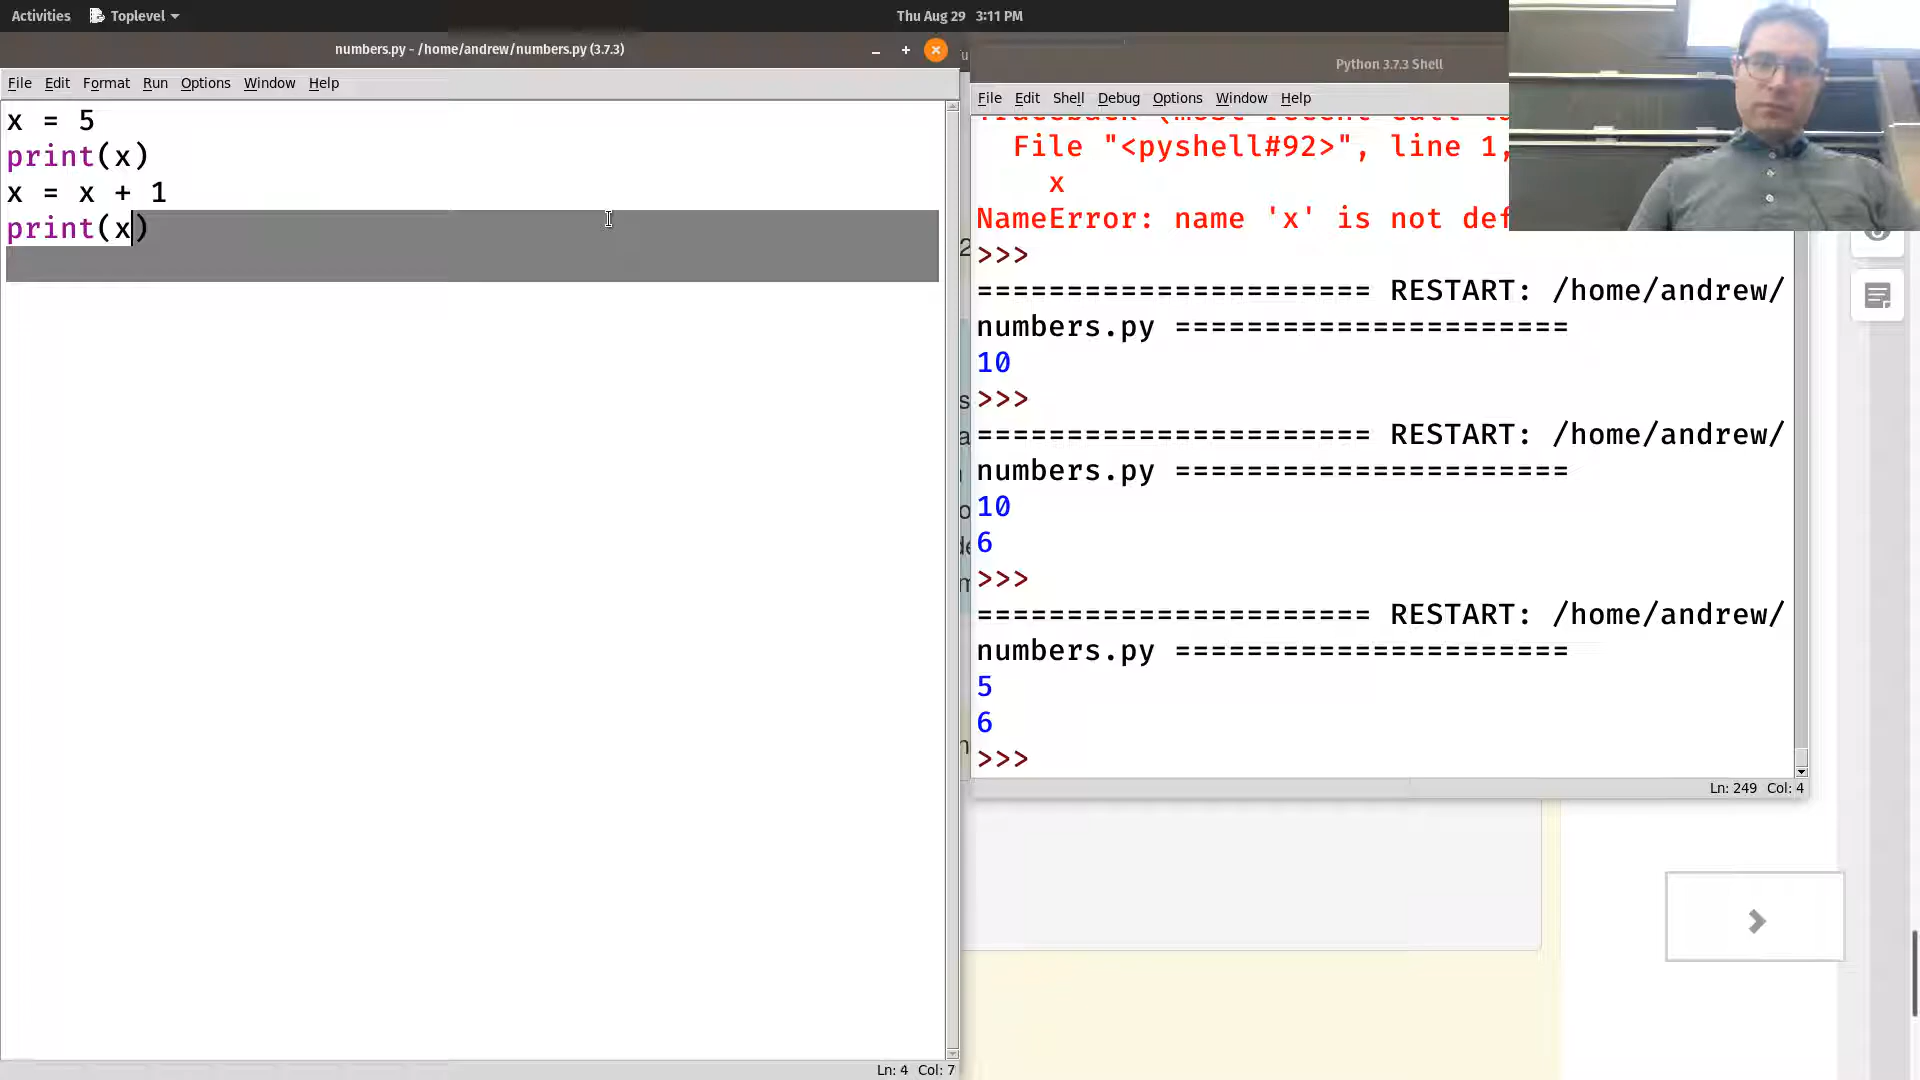 Activities Toplevel Thu Aug 29 3:11 PM
numbers.py - /home/andrew/numbers.py (3.7.3)
File Edit Format Run Options Window Help
x = 5
print(x)
x = x + 1
print(x)
Ln: 4 Col: 7
Python 3.7.3 Shell
File Edit Shell Debug Options Window Help
File "<pyshell#92>", line 1,
x
NameError: name 'x' is not def
>>>
====================== RESTART: /home/andrew/
numbers.py ======================
10
>>>
====================== RESTART: /home/andrew/
numbers.py ======================
10
6
>>>
====================== RESTART: /home/andrew/
numbers.py ======================
5
6
>>>
Ln: 249 Col: 4